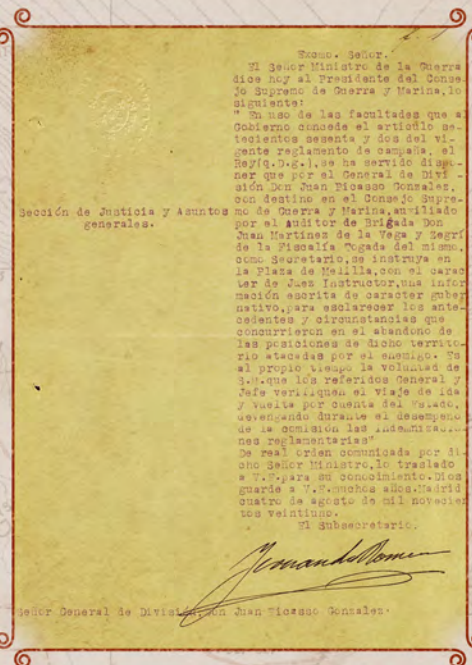 Excmo. Señor.
El Señor Ministro de la Guerra
dice hoy al Presidente del Conse
jo Supremo de Guerra y Marina,lo
siguiente:
" En uso de las facultades que al
Gobierno concede el artículo se-
tecientos sesenta y dos del vi-
gente reglamento de campaña, el
Rey(q.D.g.),se ha servido dispo-
ner que por el General de Divi -
sión Don Juan Picasso Gonzalez,
con destino en el Consejo Supre-
mo de Guerra y Marina,auxiliado
por el Auditor de Brigada Don
Juan Martinez de la Vega y Zegrí
de la Fiscalía Togada del mismo,
como Secretario,se instruya en
la Plaza de Melilla,con el carac
ter de Juez Instructor,una infor
mación escrita de caracter guber
nativo,para esclarecer los ante-
cedentes y circunstancias que
concurrieron en el abandono de
las posiciones de dicho territo-
rio atacadas por el enemigo. Es
al propio tiempo la voluntad de
S.M.que los referidos General y
Jefe verifiquen el viaje de ida
y vuelta por cuenta del Estado,
devengando durante el desempeño
de la comisión las indemnizacio
nes reglamentarias"
De real orden comunicada por di
cho Señor Ministro,lo traslado
a V.E.para su conocimiento.Dios
guarde a V.E.muchos años.Madrid
cuatro de agosto de mil novecien
tos veintiuno.
El Subsecretario.
Sección de Justicia y Asuntos
generales.
Señor General de División,Don Juan Picasso Gonzalez.